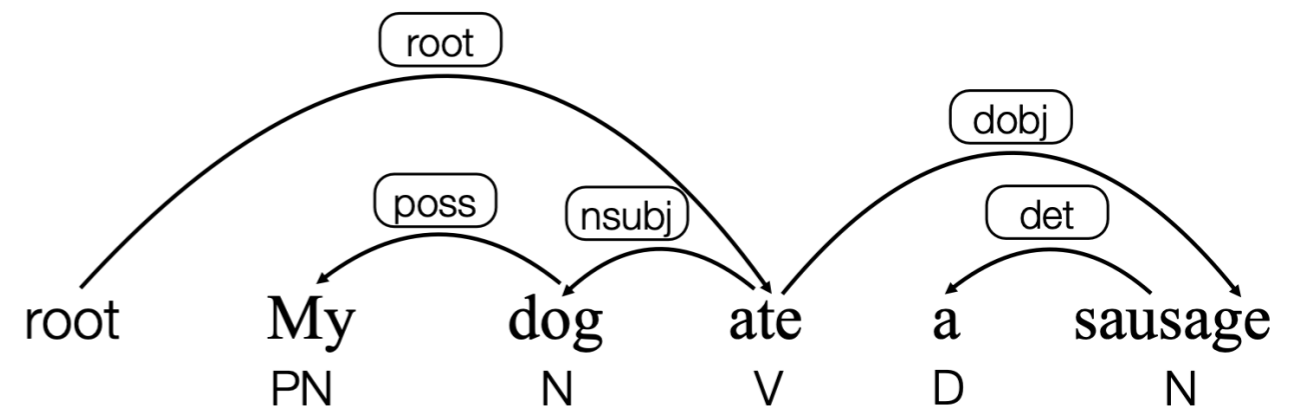 root
dobj
poss nsubj det
root My dog ate a sausage
PN N V D N